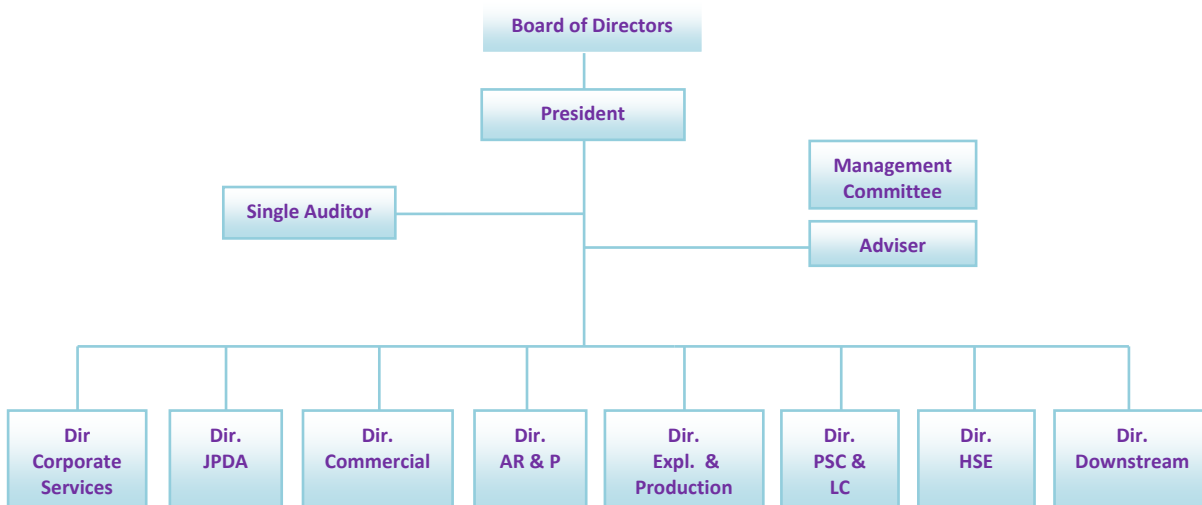 Board of Directors
President
Management
Committee
Single Auditor
Adviser
Dir
Corporate
Services
Dir.
JPDA
Dir.
Commercial
Dir.
AR & P
Dir.
Expl. &
Production
Dir.
PSC &
LC
Dir.
HSE
Dir.
Downstream